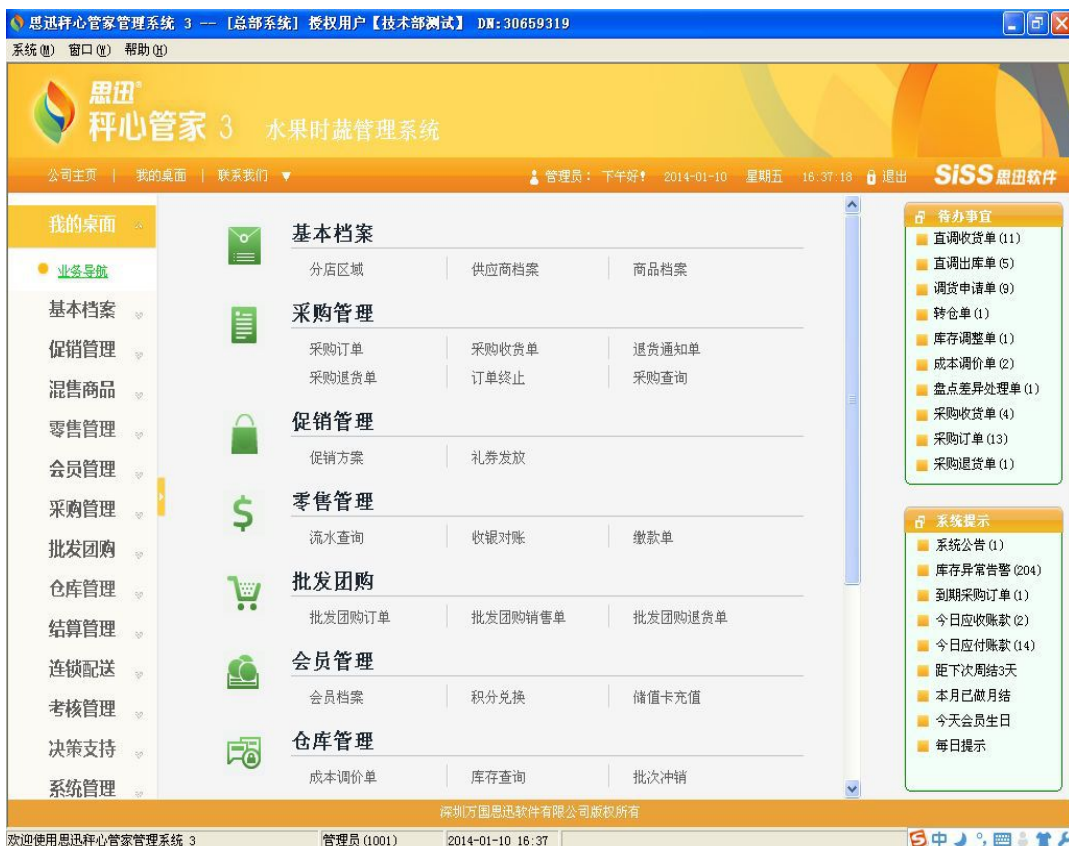 思迅秤心管家管理系统 3 -- [总部系统] 授权用户【技术部测试】 DN:30659319
系统(M) 窗口(W) 帮助(H)
思迅®
秤心管家 3 水果时蔬管理系统
公司主页 | 我的桌面 | 联系我们 ▼ 管理员: 下午好! 2014-01-10 星期五 16:37:18 退出 SiSS 思迅软件
我的桌面
业务导航
基本档案
促销管理
混售商品
零售管理
会员管理
采购管理
批发团购
仓库管理
结算管理
连锁配送
考核管理
决策支持
系统管理
基本档案
分店区域 供应商档案 商品档案
采购管理
采购订单 采购收货单 退货通知单
采购退货单 订单终止 采购查询
促销管理
促销方案 礼券发放
零售管理
流水查询 收银对账 缴款单
批发团购
批发团购订单 批发团购销售单 批发团购退货单
会员管理
会员档案 积分兑换 储值卡充值
仓库管理
成本调价单 库存查询 批次冲销
待办事宜
直调收货单(11)
直调出库单(5)
调货申请单(9)
转仓单(1)
库存调整单(1)
成本调价单(2)
盘点差异处理单(1)
采购收货单(4)
采购订单(13)
采购退货单(1)
系统提示
系统公告(1)
库存异常告警(204)
到期采购订单(1)
今日应收账款(2)
今日应付账款(14)
距下次周结3天
本月已做月结
今天会员生日
每日提示
深圳万国思迅软件有限公司版权所有
欢迎使用思迅秤心管家管理系统 3 管理员(1001) 2014-01-10 16:37
中